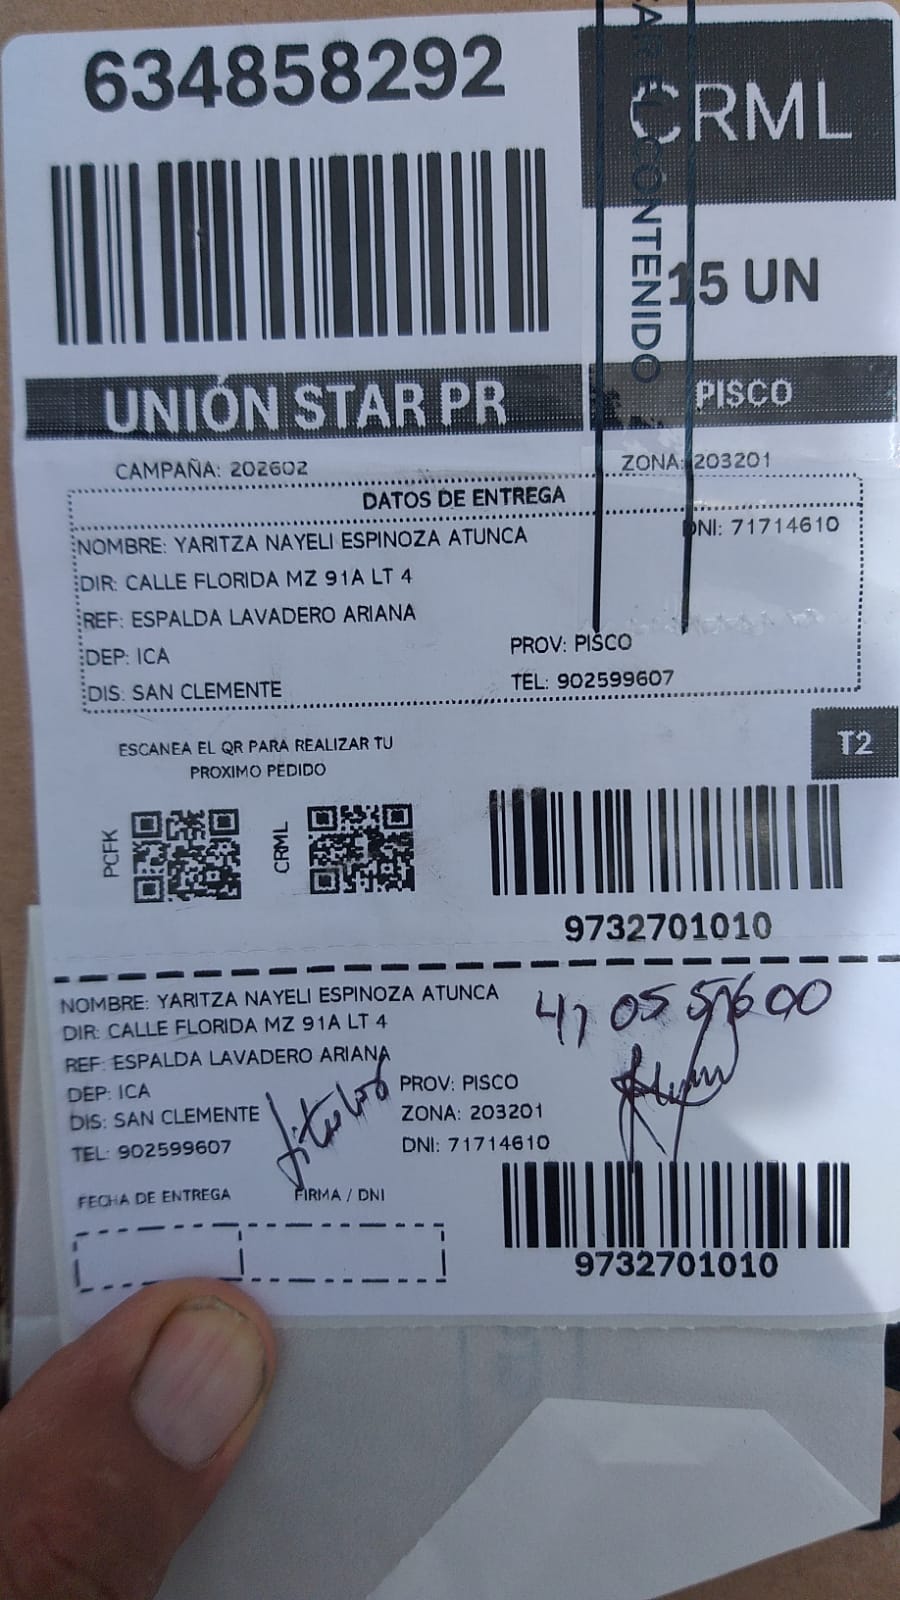 634858292
CRML
AR EL CONTENIDO
15 UN
UNIÓN STAR PR
PISCO
CAMPAÑA: 202602
ZONA: 203201
DATOS DE ENTREGA
NOMBRE: YARITZA NAYELI ESPINOZA ATUNCA
DNI: 71714610
DIR: CALLE FLORIDA MZ 91A LT 4
REF: ESPALDA LAVADERO ARIANA
DEP: ICA
PROV: PISCO
DIS: SAN CLEMENTE
TEL: 902599607
ESCANEA EL QR PARA REALIZAR TU
PROXIMO PEDIDO
T2
PCFK
CRML
9732701010
NOMBRE: YARITZA NAYELI ESPINOZA ATUNCA
DIR: CALLE FLORIDA MZ 91A LT 4
REF: ESPALDA LAVADERO ARIANA
DEP: ICA
PROV: PISCO
DIS: SAN CLEMENTE
ZONA: 203201
TEL: 902599607
DNI: 71714610
FECHA DE ENTREGA
FIRMA / DNI
9732701010